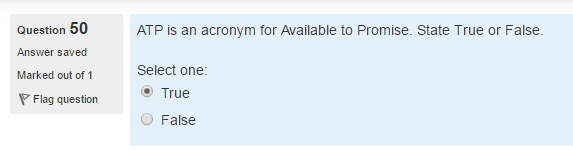 Question 50
Answer saved
Marked out of 1
Flag question
ATP is an acronym for Available to Promise. State True or False.
Select one:
True
False